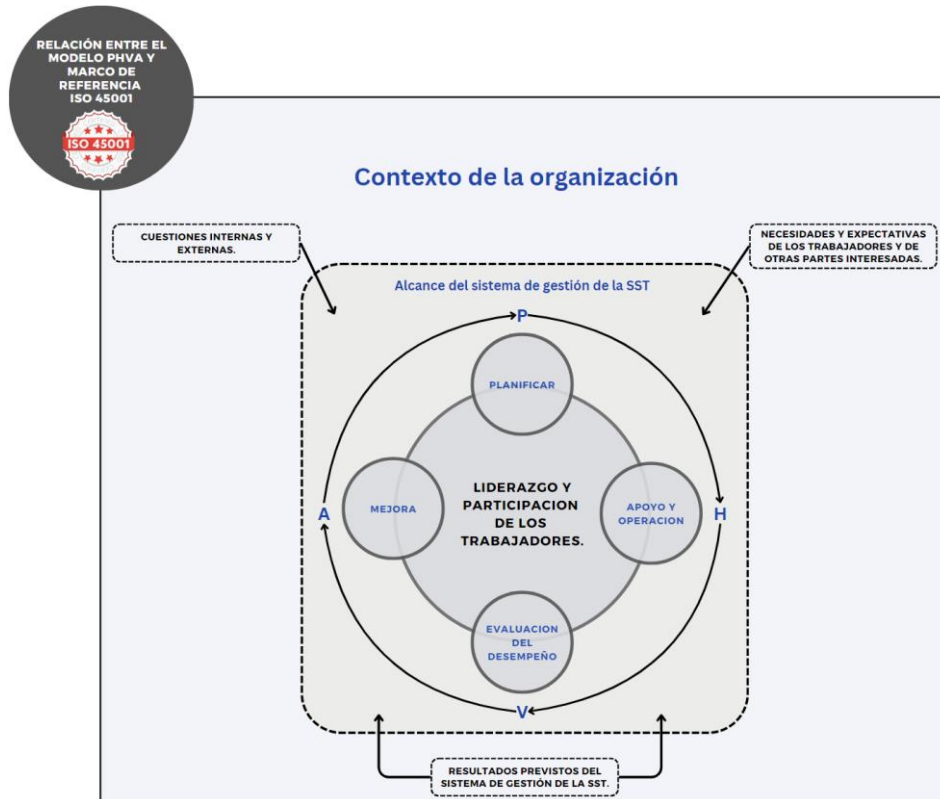 RELACIÓN ENTRE EL
MODELO PHVA Y
MARCO DE
REFERENCIA
ISO 45001
ISO 45001
Contexto de la organización
CUESTIONES INTERNAS Y
EXTERNAS.
NECESIDADES Y EXPECTATIVAS
DE LOS TRABAJADORES Y DE
OTRAS PARTES INTERESADAS.
Alcance del sistema de gestión de la SST
P
PLANIFICAR
A
MEJORA
LIDERAZGO Y
PARTICIPACION
DE LOS
TRABAJADORES.
APOYO Y
OPERACION
H
EVALUACION
DEL
DESEMPEÑO
V
RESULTADOS PREVISTOS DEL
SISTEMA DE GESTIÓN DE LA SST.